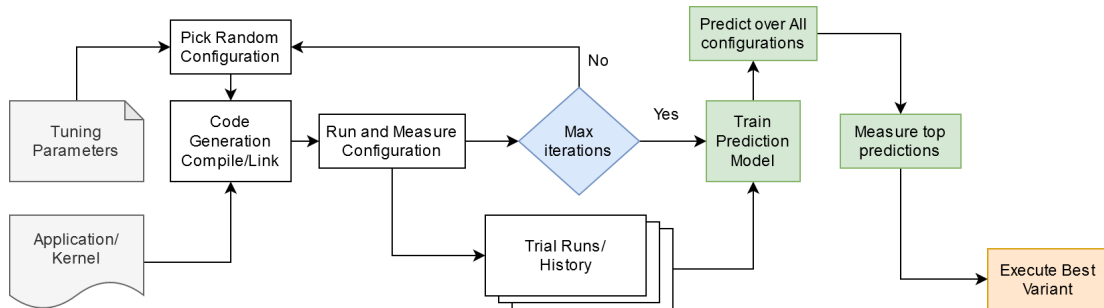 Pick Random
Configuration
Predict over All
configurations
No
Tuning
Parameters
Code
Generation
Compile/Link
Run and Measure
Configuration
Max
iterations
Yes
Train
Prediction
Model
Measure top
predictions
Application/
Kernel
Trial Runs/
History
Execute Best
Variant